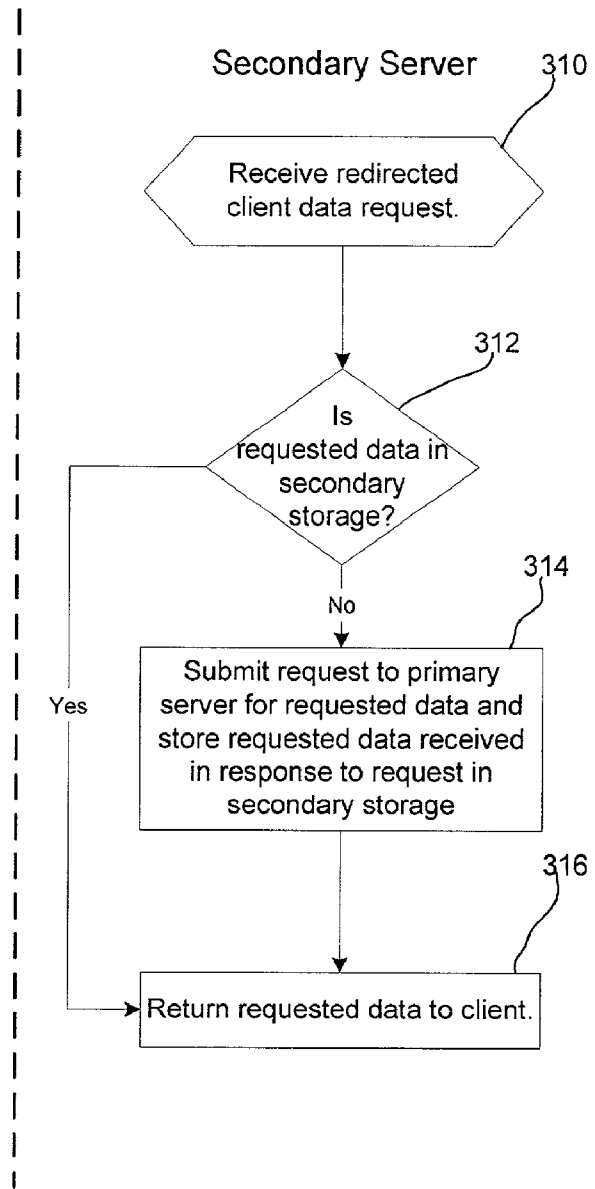 Secondary Server
310
Receive redirected
client data request.
312
Is
requested data in
secondary
storage?
314
No
Submit request to primary
server for requested data and
store requested data received
in response to request in
secondary storage
Yes
316
Return requested data to client.